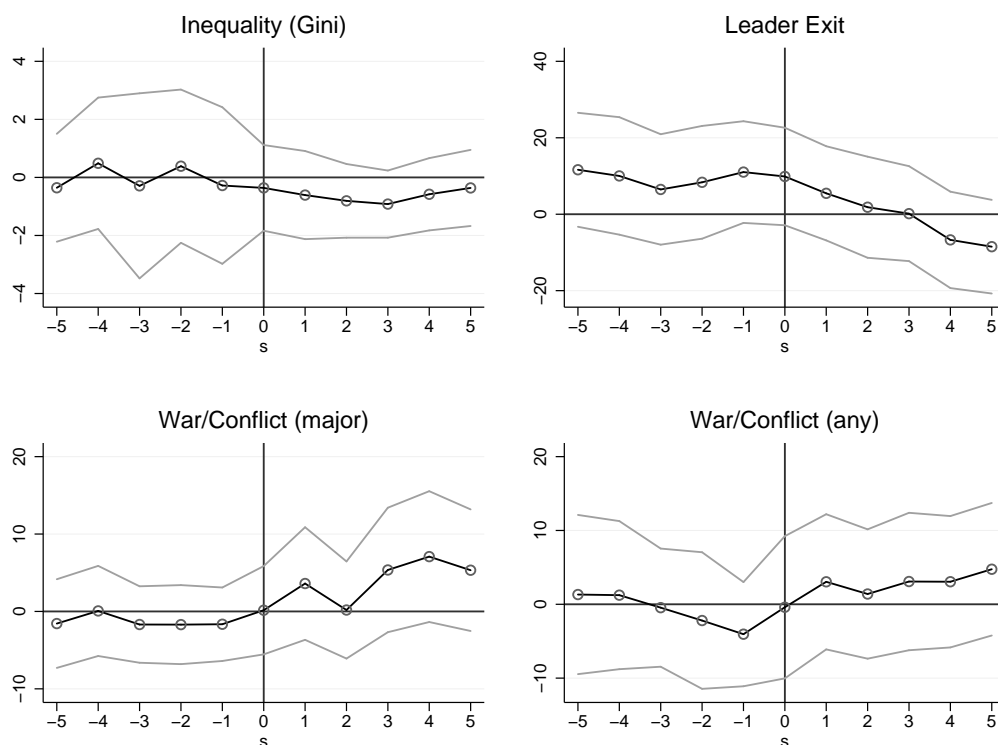 Inequality (Gini)
4
2
0
−2
−4
−5 −4 −3 −2 −1 0 1 2 3 4 5
s
Leader Exit
40
20
0
−20
−5 −4 −3 −2 −1 0 1 2 3 4 5
s
War/Conflict (major)
20
10
0
−10
−5 −4 −3 −2 −1 0 1 2 3 4 5
s
War/Conflict (any)
20
10
0
−10
−5 −4 −3 −2 −1 0 1 2 3 4 5
s